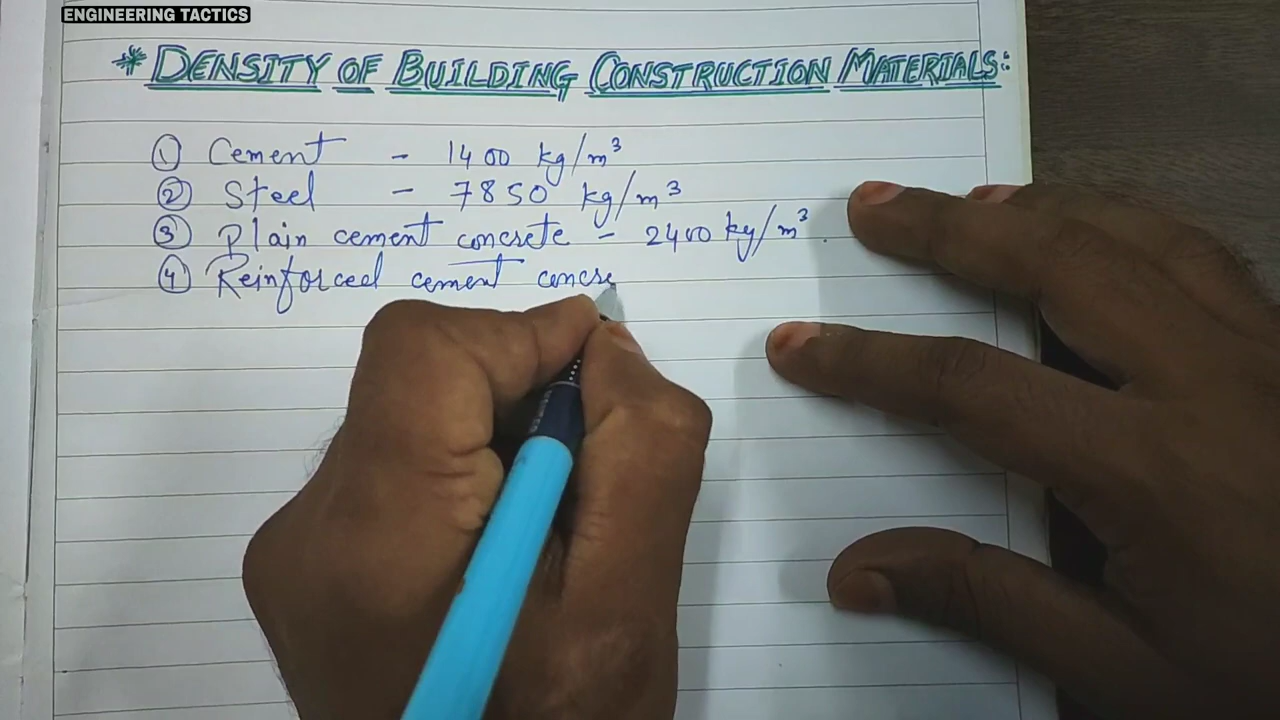 ENGINEERING TACTICS
* DENSITY OF BUILDING CONSTRUCTION MATERIALS:
① Cement - 1400 kg/m³
② Steel - 7850 kg/m³
③ Plain cement concrete - 2400 kg/m³.
④ Reinforced cement concre